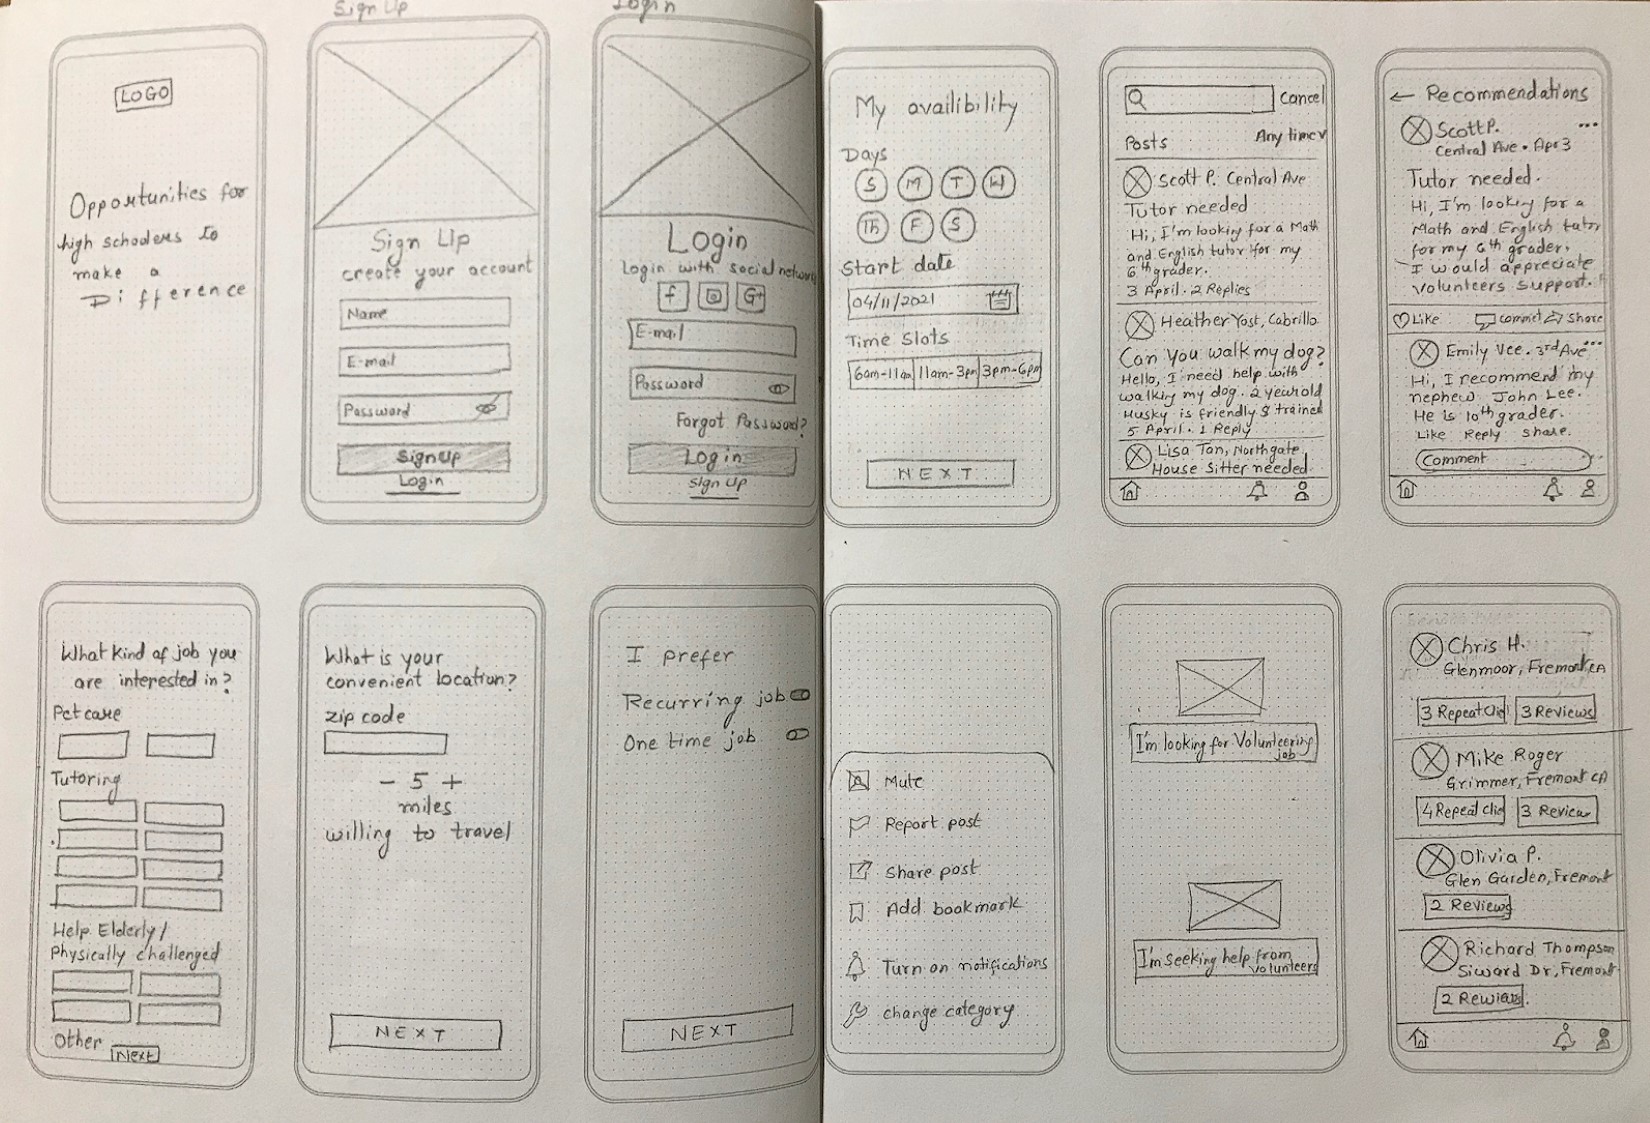 Sign Up
Login
LOGO
Opportunities for
high schoolers to
make a
Difference
Sign Up
create your account
Name
E-mail
Password
SignUp
Login
Login
Login with social network
f
G+
E-mail
Password
Forgot Password?
Login
Sign Up
My availibility
Days
S M T W
Th F S
Start date
04/11/2021
Time Slots
6am-11am 11am-3pm 3pm-6pm
NEXT
Cancel
Posts Any time
Scott P. Central Ave
Tutor needed
Hi, I'm looking for a Math
and English tutor for my
6th grader.
3 April. 2 Replies
Heather Yost, Cabrillo
Can you walk my dog?
Hello, I need help with
walking my dog. 2 year old
Husky is friendly & trained
5 April. 1 Reply
Lisa Tan, Northgate
House Sitter needed
← Recommendations
Scott P. ...
Central Ave • Apr 3
Tutor needed.
Hi, I'm looking for a
Math and English tutor
for my 6th grader.
I would appreciate
volunteers support.
Like commet Share
Emily Vee. 3rd Ave ...
Hi, I recommend my
nephew John Lee.
He is 10th grader.
Like Reply Share.
Comment
What kind of job you
are interested in?
Pet care
Tutoring
Help Elderly/
Physically challenged
Other
Next
What is your
convenient location?
zip code
- 5 +
miles
willing to travel
NEXT
I prefer
Recurring job
One time job
NEXT
Mute
Report post
Share post
Add bookmark
Turn on notifications
change category
I'm looking for Volunteering
job
I'm seeking help from
volunteers
Chris H.
Glenmoor, Fremont CA
3 Repeat Clie 3 Reviews
Mike Roger
Grimmer, Fremont CA
4 Repeat Clie 3 Review
Olivia P.
Glen Garden, Fremont
2 Reviews
Richard Thompson
Siward Dr, Fremont
2 Rewiews.